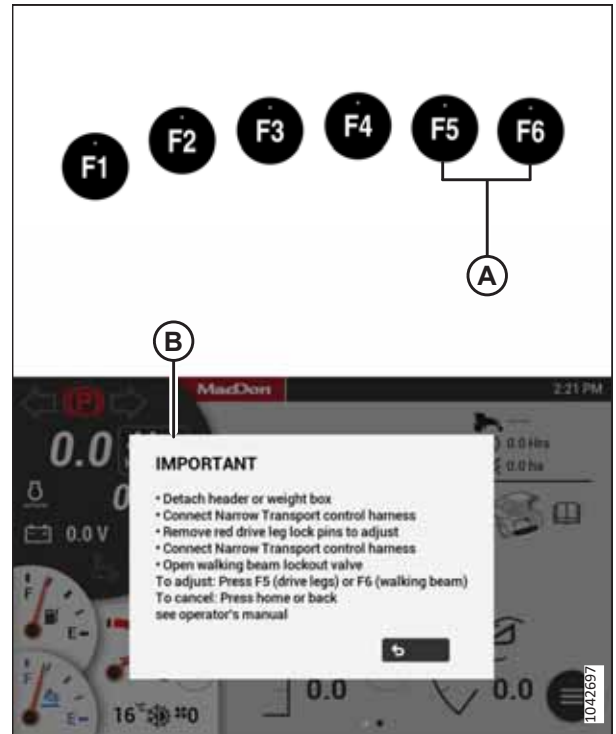 F1 F2 F3 F4 F5 F6
A
B
MacDon 2:21 PM
0.0
0.0 Hrs
0.0 ha
0.0 V
IMPORTANT
• Detach header or weight box
• Connect Narrow Transport control harness
• Remove red drive leg lock pins to adjust
• Connect Narrow Transport control harness
• Open walking beam lockout valve
To adjust: Press F5 (drive legs) or F6 (walking beam)
To cancel: Press home or back
see operator's manual
F
E
F
E
16° 0
0.0 0.0
1042697